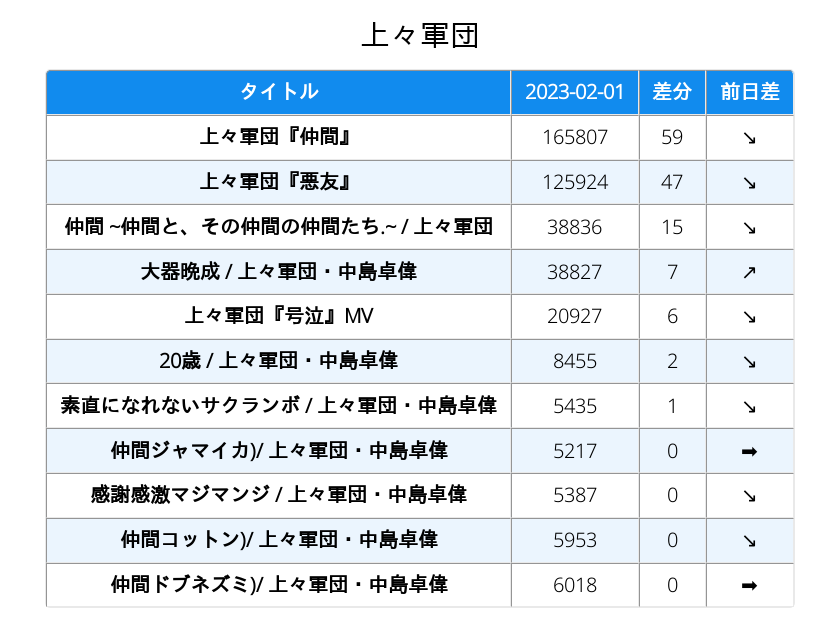 上々軍団
タイトル 2023-02-01 差分 前日差
上々軍団『仲間』 165807 59 ↘
上々軍団『悪友』 125924 47 ↘
仲間 ~仲間と、その仲間の仲間たち.~ / 上々軍団 38836 15 ↘
大器晩成 / 上々軍団・中島卓偉 38827 7 ↗
上々軍団『号泣』MV 20927 6 ↘
20歳 / 上々軍団・中島卓偉 8455 2 ↘
素直になれないサクランボ / 上々軍団・中島卓偉 5435 1 ↘
仲間ジャマイカ)/ 上々軍団・中島卓偉 5217 0 ➡
感謝感激マジマンジ / 上々軍団・中島卓偉 5387 0 ↘
仲間コットン)/ 上々軍団・中島卓偉 5953 0 ↘
仲間ドブネズミ)/ 上々軍団・中島卓偉 6018 0 ➡